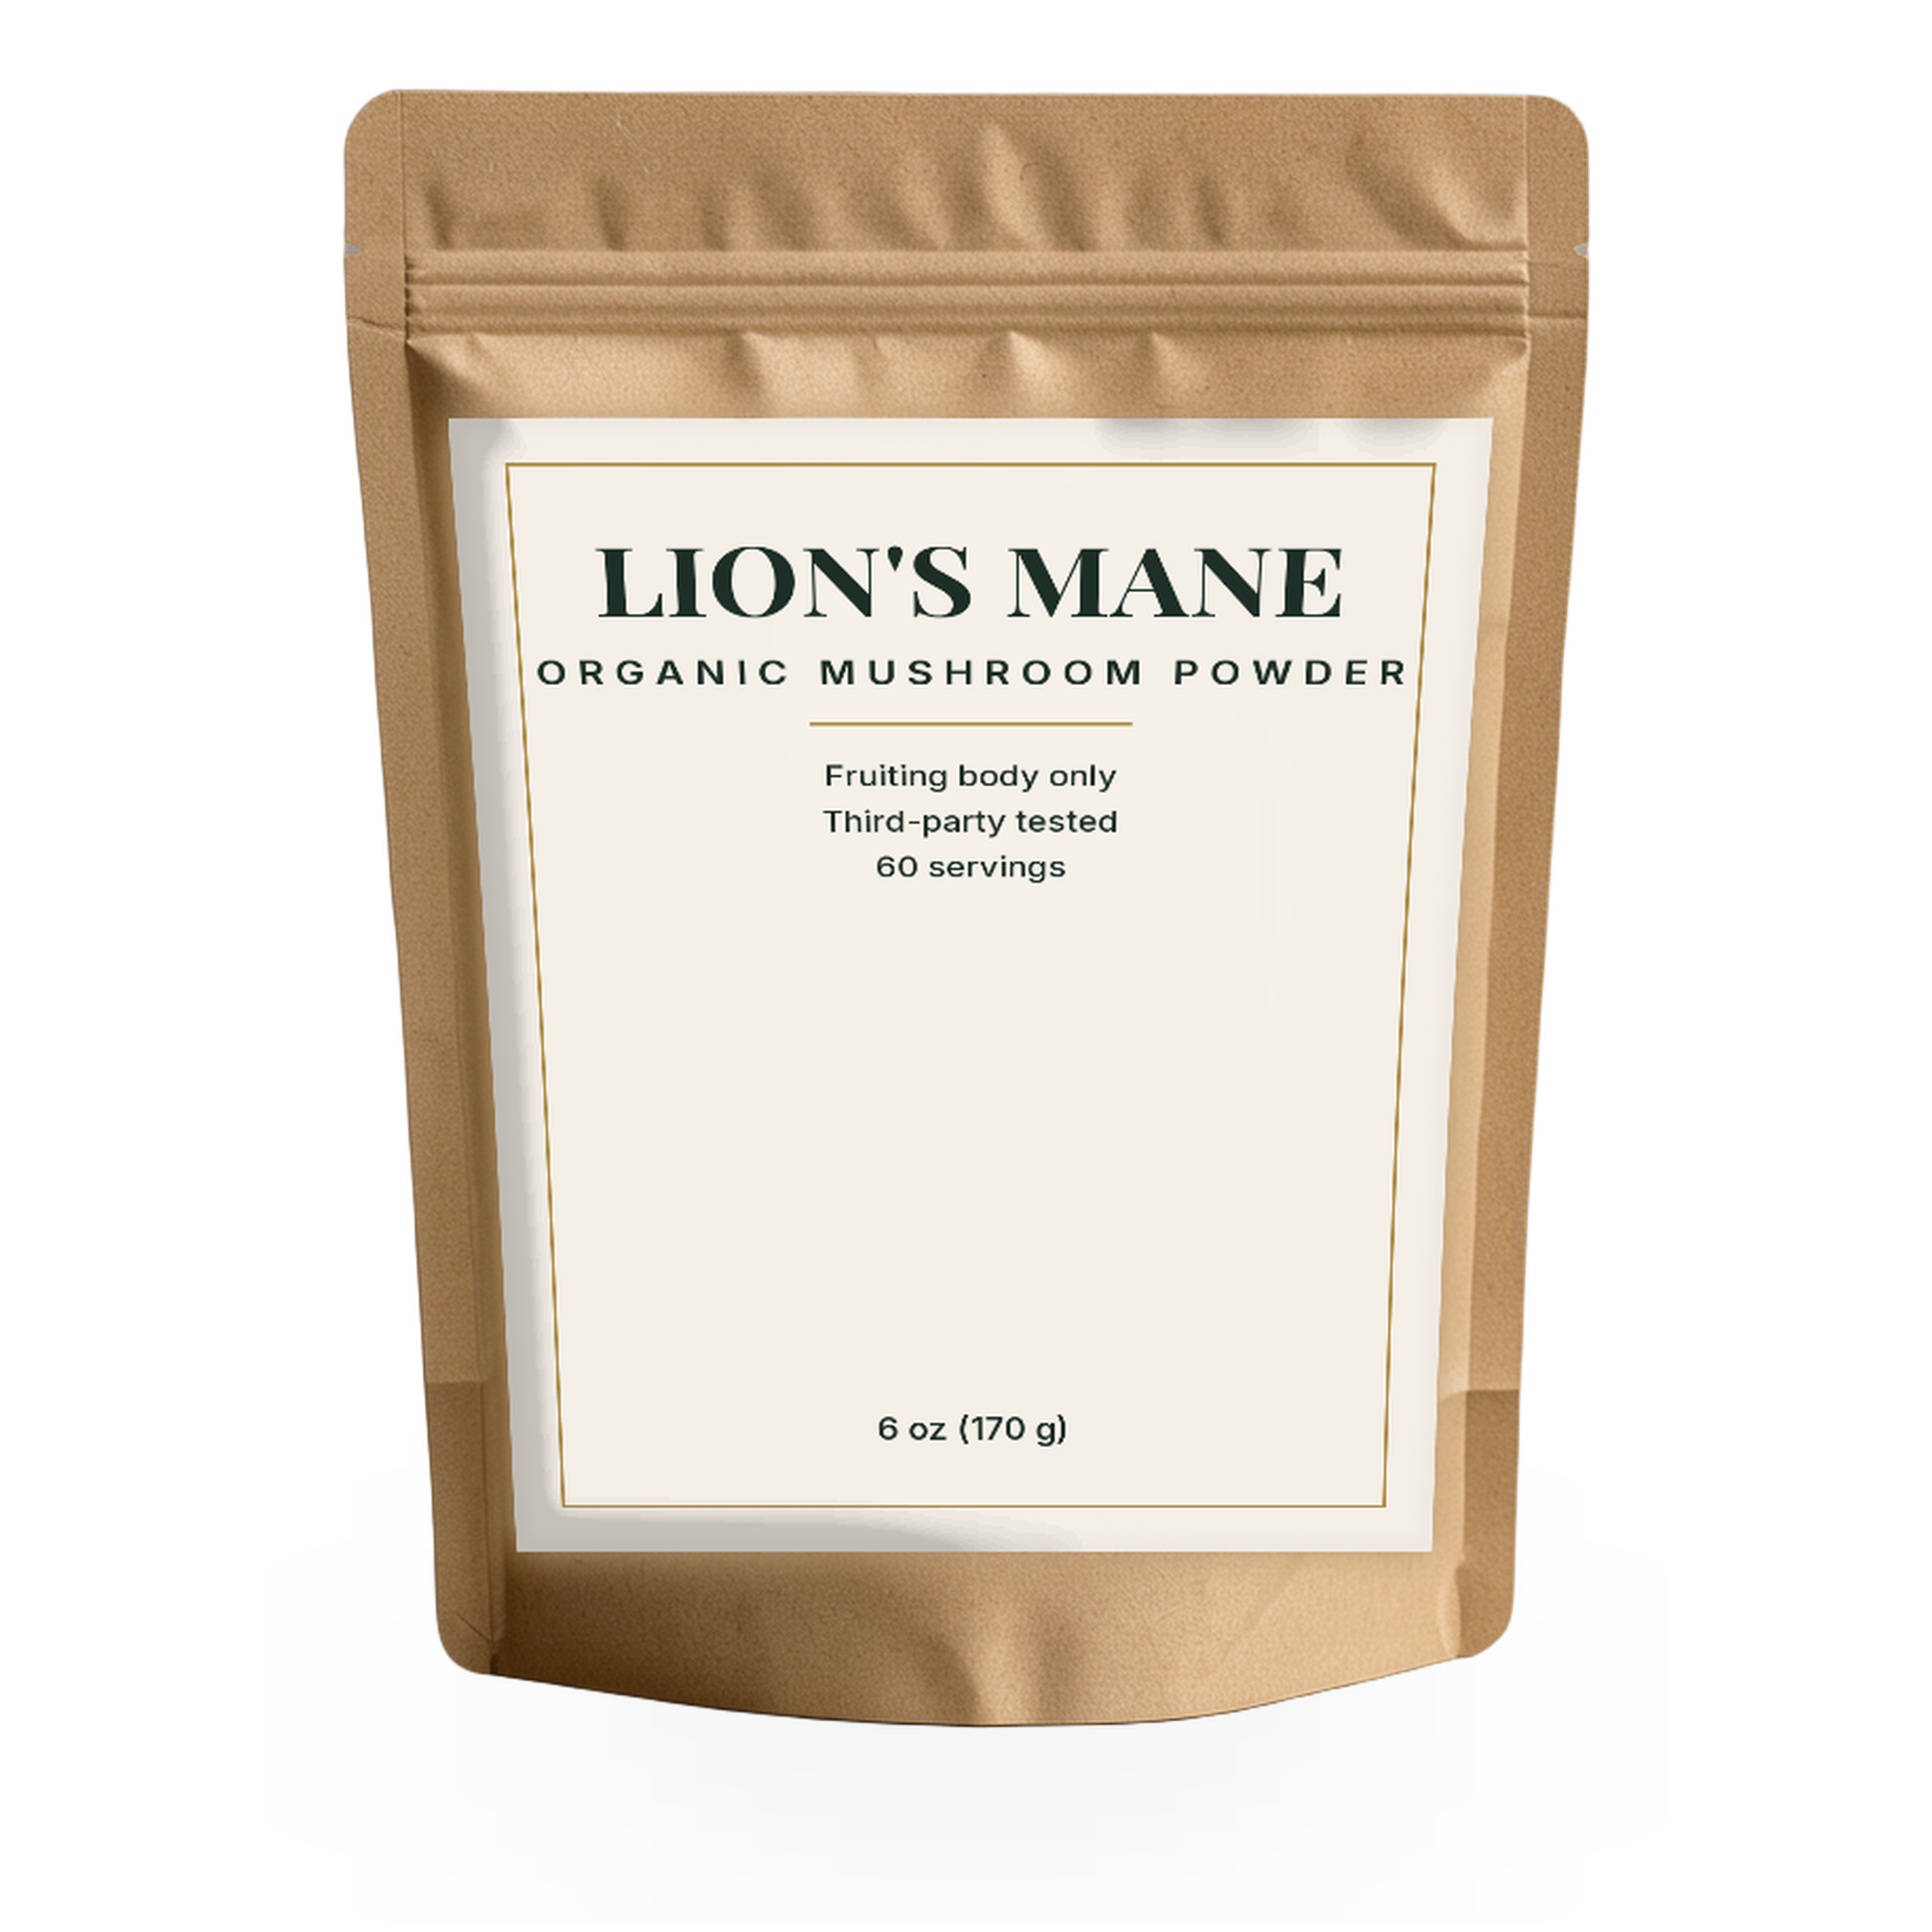 LION'S MANE
ORGANIC MUSHROOM POWDER
Fruiting body only
Third-party tested
60 servings
6 oz (170 g)